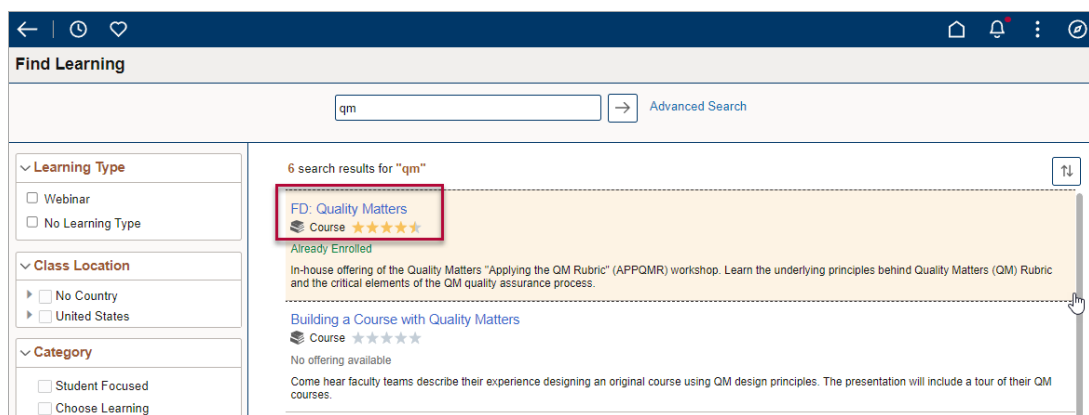 Find Learning
qm
Advanced Search
Learning Type
Webinar
No Learning Type
Class Location
No Country
United States
Category
Student Focused
Choose Learning
6 search results for "qm"
FD: Quality Matters
Course
Already Enrolled
In-house offering of the Quality Matters "Applying the QM Rubric" (APPQMR) workshop. Learn the underlying principles behind Quality Matters (QM) Rubric
and the critical elements of the QM quality assurance process.
Building a Course with Quality Matters
Course
No offering available
Come hear faculty teams describe their experience designing an original course using QM design principles. The presentation will include a tour of their QM
courses.